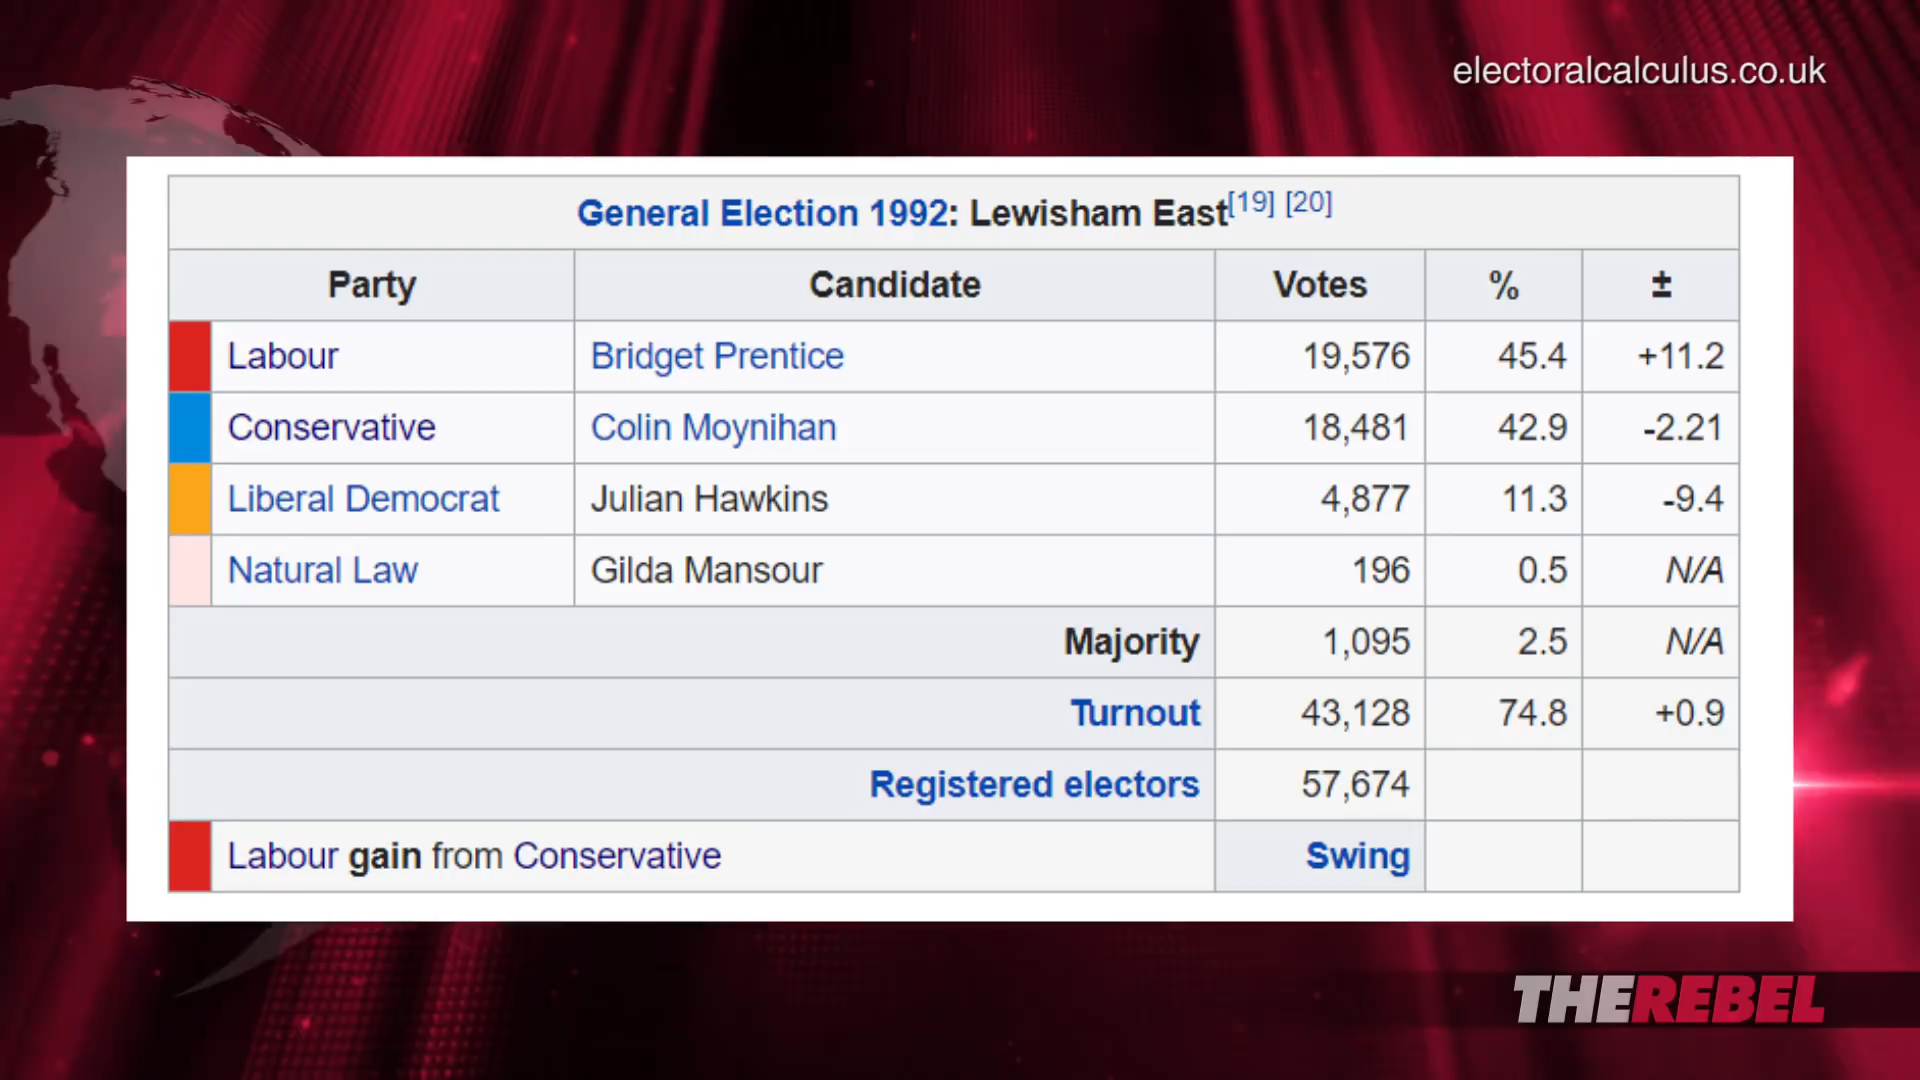 electoralcalculus.co.uk
General Election 1992: Lewisham East[19] [20]
Party Candidate Votes % ±
Labour Bridget Prentice 19,576 45.4 +11.2
Conservative Colin Moynihan 18,481 42.9 -2.21
Liberal Democrat Julian Hawkins 4,877 11.3 -9.4
Natural Law Gilda Mansour 196 0.5 N/A
Majority 1,095 2.5 N/A
Turnout 43,128 74.8 +0.9
Registered electors 57,674
Labour gain from Conservative Swing
THEREBEL